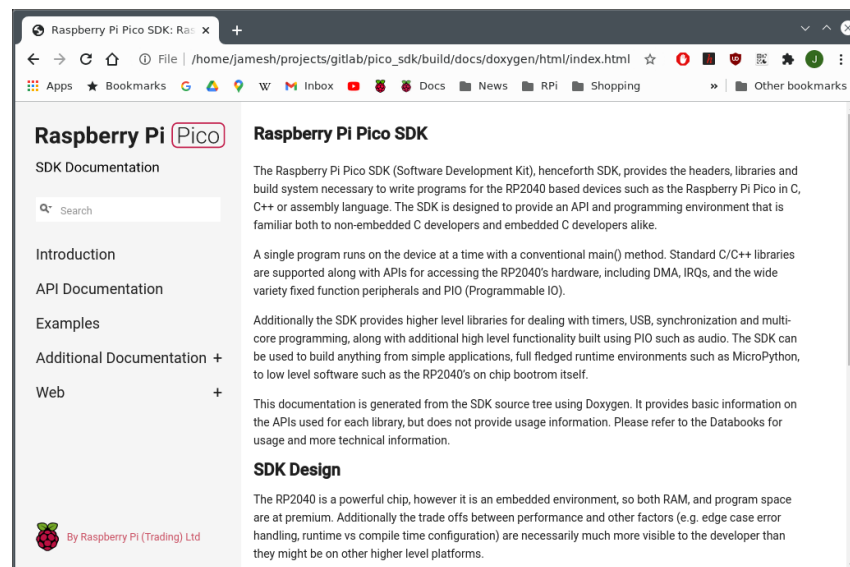 Raspberry Pi Pico SDK: Ras
File | /home/jamesh/projects/gitlab/pico_sdk/build/docs/doxygen/html/index.html
J
Apps Bookmarks G W Inbox Docs News RPi Shopping » Other bookmarks
Raspberry Pi Pico
SDK Documentation
Search
Introduction
API Documentation
Examples
Additional Documentation +
Web +
By Raspberry Pi (Trading) Ltd
Raspberry Pi Pico SDK
The Raspberry Pi Pico SDK (Software Development Kit), henceforth SDK, provides the headers, libraries and
build system necessary to write programs for the RP2040 based devices such as the Raspberry Pi Pico in C,
C++ or assembly language. The SDK is designed to provide an API and programming environment that is
familiar both to non-embedded C developers and embedded C developers alike.
A single program runs on the device at a time with a conventional main() method. Standard C/C++ libraries
are supported along with APIs for accessing the RP2040's hardware, including DMA, IRQs, and the wide
variety fixed function peripherals and PIO (Programmable IO).
Additionally the SDK provides higher level libraries for dealing with timers, USB, synchronization and multi-
core programming, along with additional high level functionality built using PIO such as audio. The SDK can
be used to build anything from simple applications, full fledged runtime environments such as MicroPython,
to low level software such as the RP2040's on chip bootrom itself.
This documentation is generated from the SDK source tree using Doxygen. It provides basic information on
the APIs used for each library, but does not provide usage information. Please refer to the Databooks for
usage and more technical information.
SDK Design
The RP2040 is a powerful chip, however it is an embedded environment, so both RAM, and program space
are at premium. Additionally the trade offs between performance and other factors (e.g. edge case error
handling, runtime vs compile time configuration) are necessarily much more visible to the developer than
they might be on other higher level platforms.